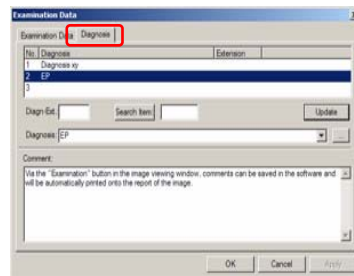 Examination Data
Examination Data Diagnosis
No. Diagnosis Extension
1 Diagnosis xy
2 EP
3
Diagn-Ext.: Search Item: Update
Diagnosis: EP ...
Comment:
Via the "Examination" button in the image viewing window, comments can be saved in the software and
will be automatically printed onto the report of the image.
OK Cancel Apply